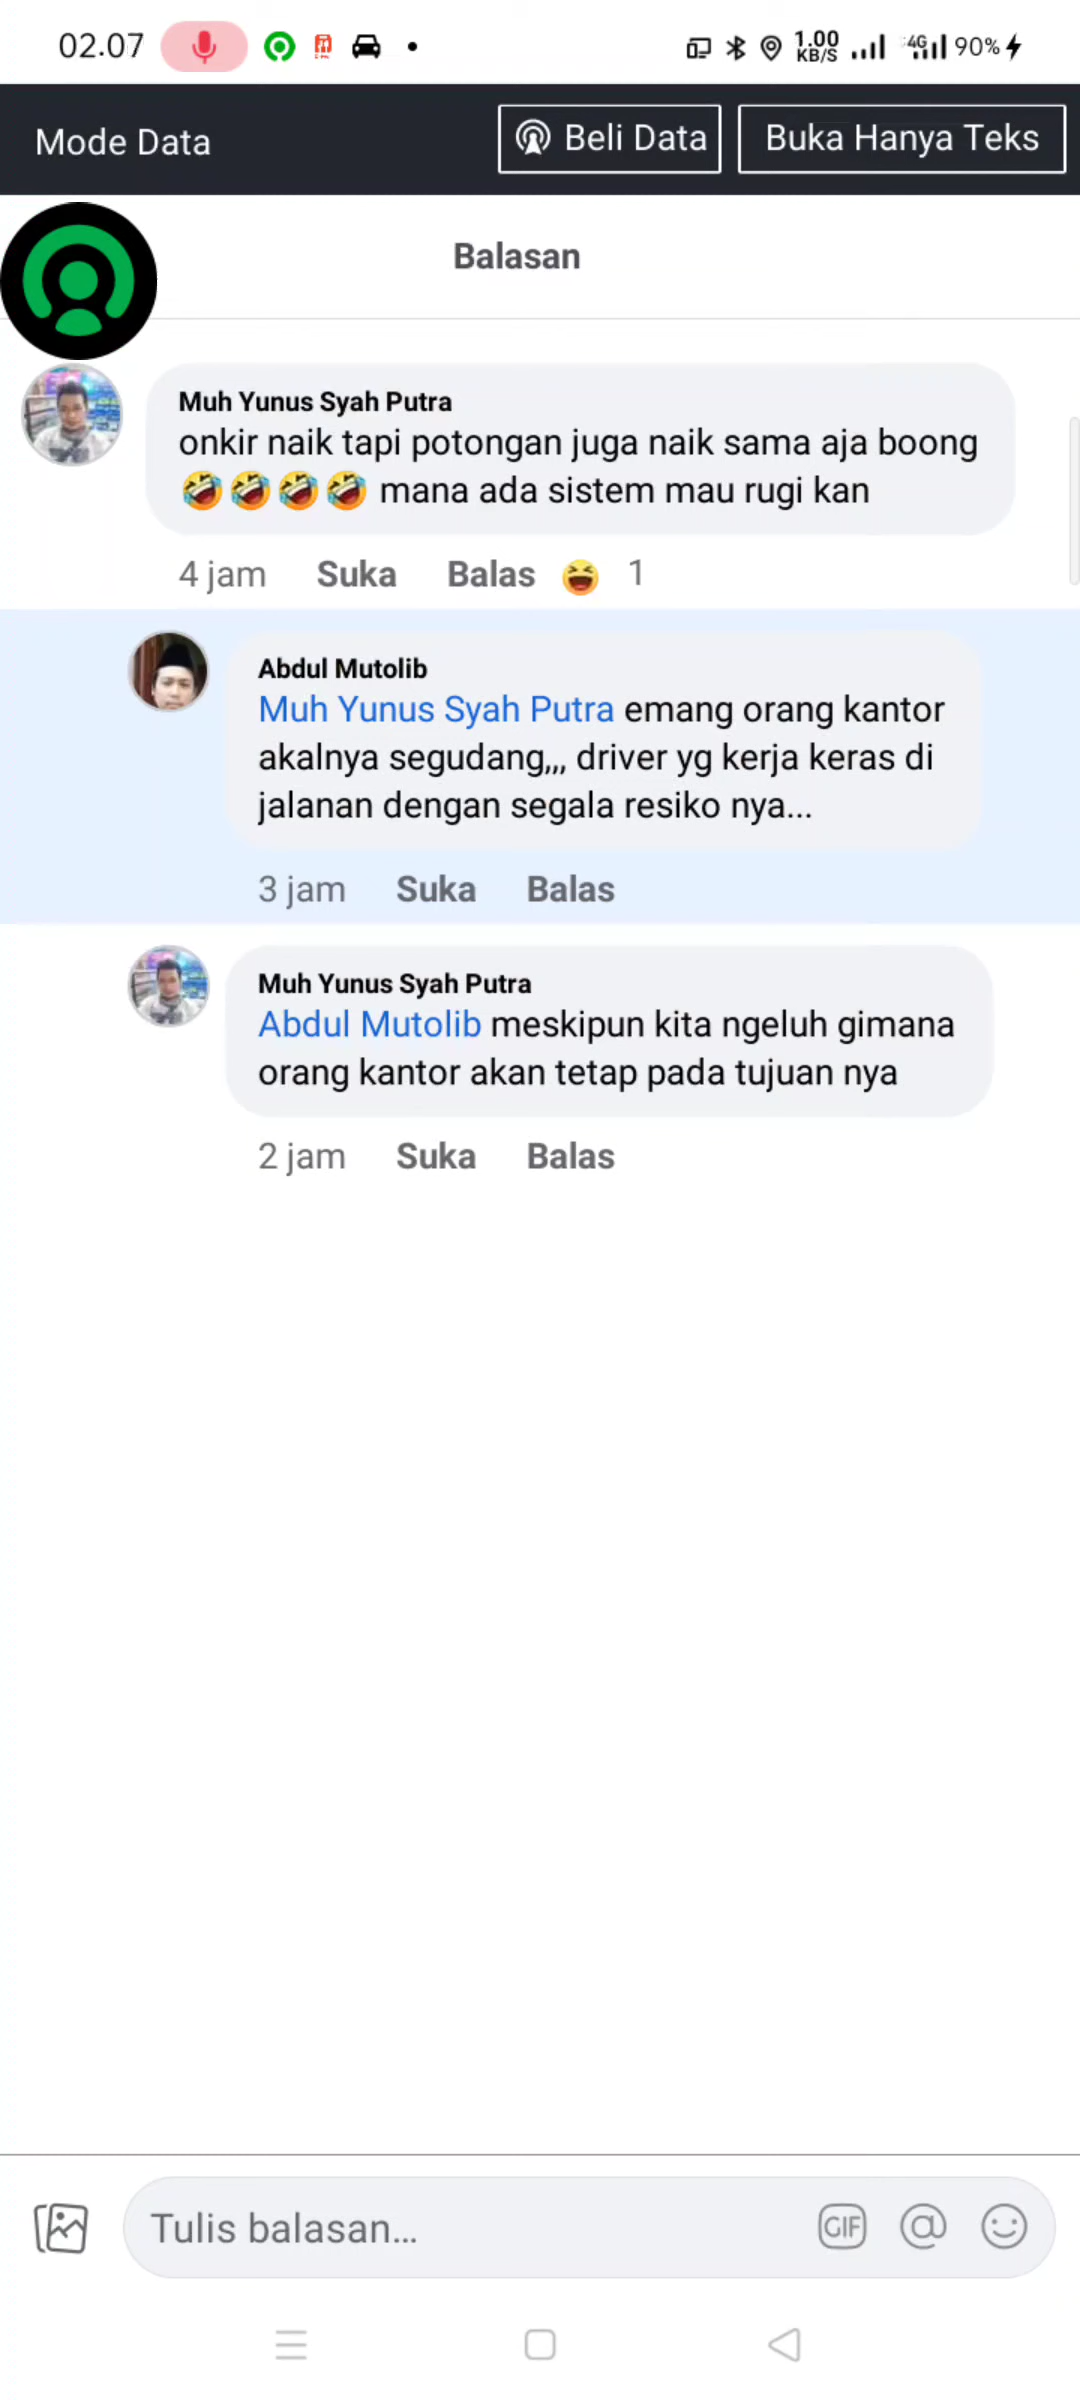 02.07
1.00
KB/S
4G
90%
Mode Data
Beli Data
Buka Hanya Teks
Balasan
Muh Yunus Syah Putra
onkir naik tapi potongan juga naik sama aja boong
🤣🤣🤣🤣 mana ada sistem mau rugi kan
4 jam Suka Balas 😆 1
Abdul Mutolib
Muh Yunus Syah Putra emang orang kantor
akalnya segudang,,, driver yg kerja keras di
jalanan dengan segala resiko nya...
3 jam Suka Balas
Muh Yunus Syah Putra
Abdul Mutolib meskipun kita ngeluh gimana
orang kantor akan tetap pada tujuan nya
2 jam Suka Balas
Tulis balasan...
GIF